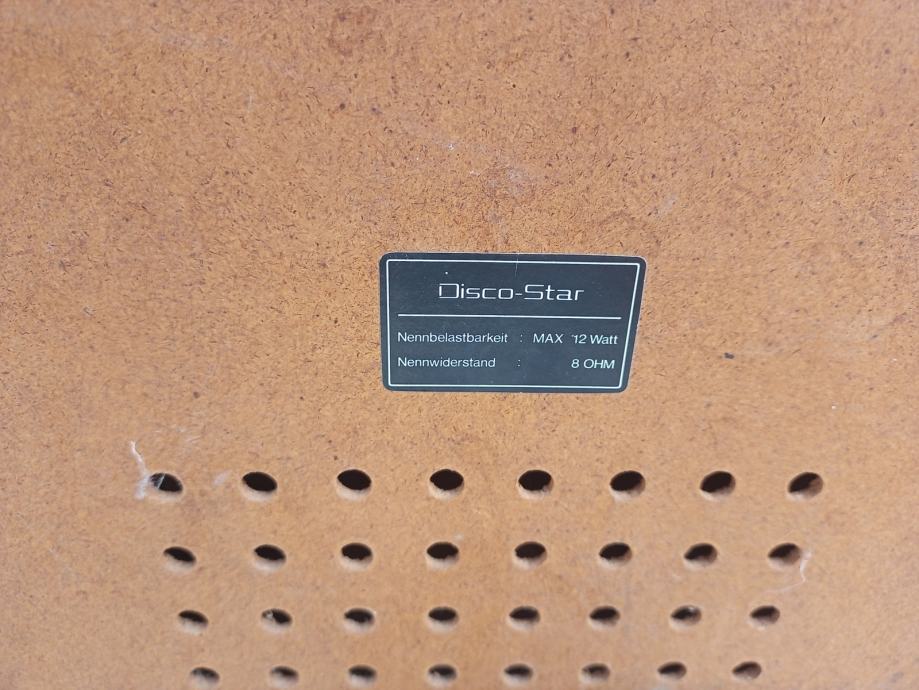 Disco-Star
Nennbelastbarkeit : MAX 12 Watt
Nennwiderstand : 8 OHM